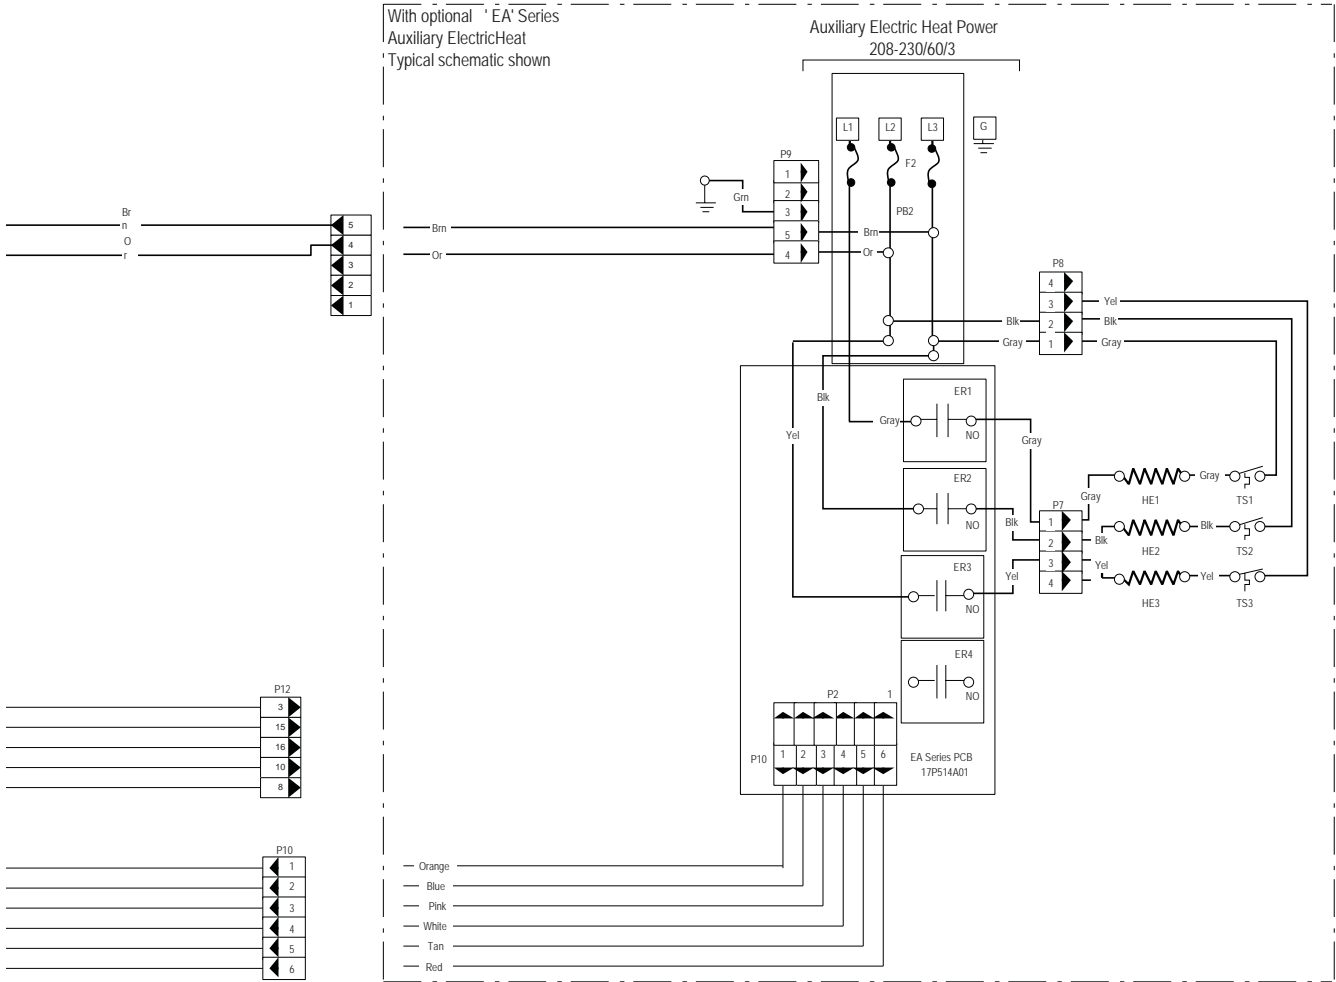 With optional ' EA' Series
Auxiliary ElectricHeat
Typical schematic shown
Auxiliary Electric Heat Power
208-230/60/3
L1
L2
L3
G
F2
PB2
P9
1
2
3
5
4
Grn
Brn
Or
Brn
Or
Br
n
O
r
5
4
3
2
1
P8
4
3
2
1
Yel
Blk
Gray
Blk
Gray
Blk
Yel
Gray
ER1
NO
Gray
ER2
NO
Blk
ER3
NO
Yel
ER4
NO
P7
1
2
3
4
Gray
Blk
Yel
HE1
Gray
TS1
HE2
Blk
TS2
HE3
Yel
TS3
P12
3
15
16
10
8
P2
1
P10
1
2
3
4
5
6
EA Series PCB
17P514A01
P10
1
2
3
4
5
6
Orange
Blue
Pink
White
Tan
Red